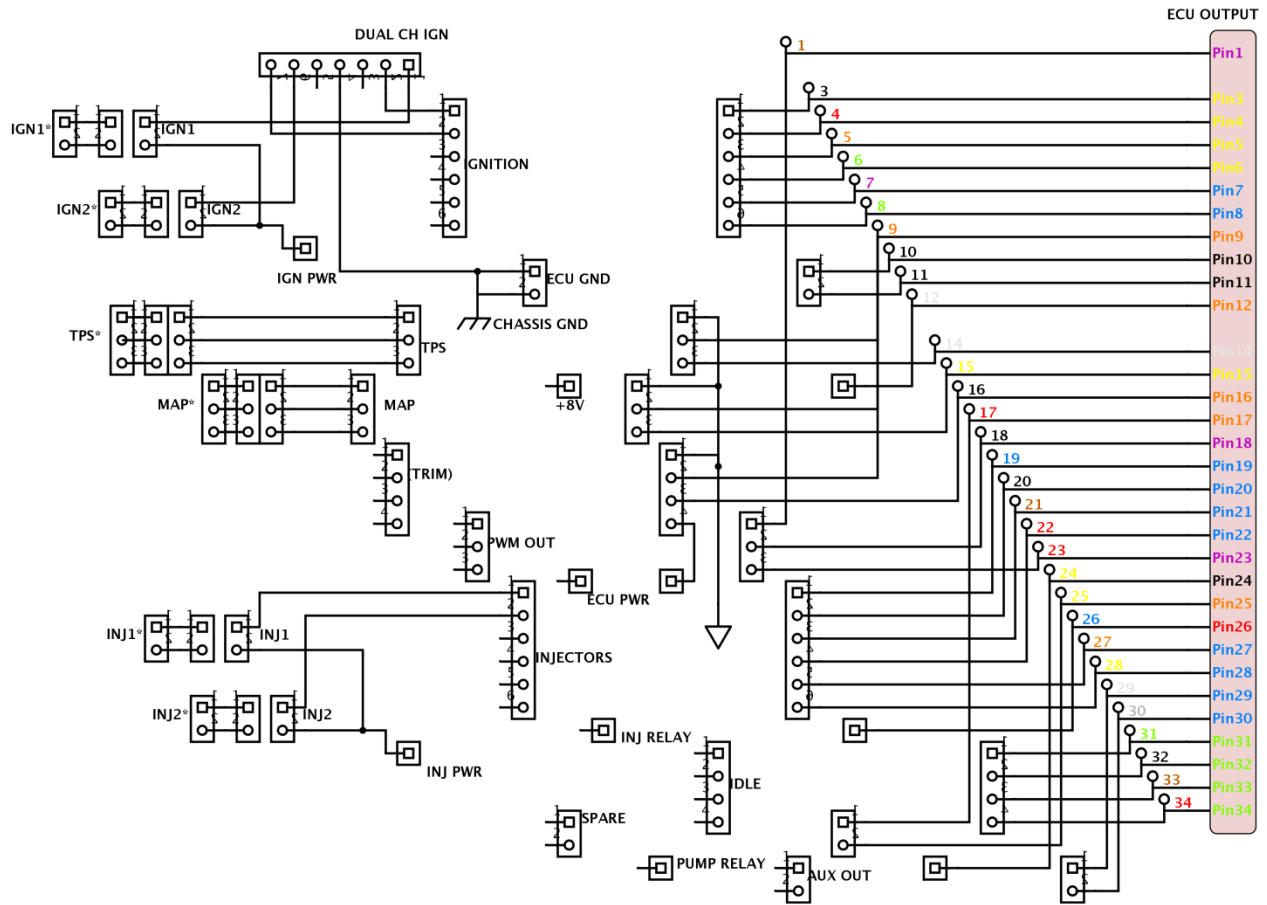 ECU OUTPUT
DUAL CH IGN
1
Pin1
3
Pin3
4
Pin4
IGN1*
IGN1
5
Pin5
IGNITION
6
Pin6
7
Pin7
IGN2*
IGN2
8
Pin8
9
Pin9
10
Pin10
IGN PWR
ECU GND
11
Pin11
12
Pin12
CHASSIS GND
TPS*
TPS
14
Pin14
15
Pin15
MAP*
MAP
+8V
16
Pin16
17
Pin17
18
Pin18
19
Pin19
(TRIM)
20
Pin20
21
Pin21
22
Pin22
PWM OUT
23
Pin23
24
Pin24
ECU PWR
25
Pin25
26
Pin26
INJ1*
INJ1
27
Pin27
INJECTORS
28
Pin28
29
Pin29
INJ2*
INJ2
30
Pin30
INJ RELAY
31
Pin31
INJ PWR
32
Pin32
IDLE
33
Pin33
34
Pin34
SPARE
PUMP RELAY
AUX OUT